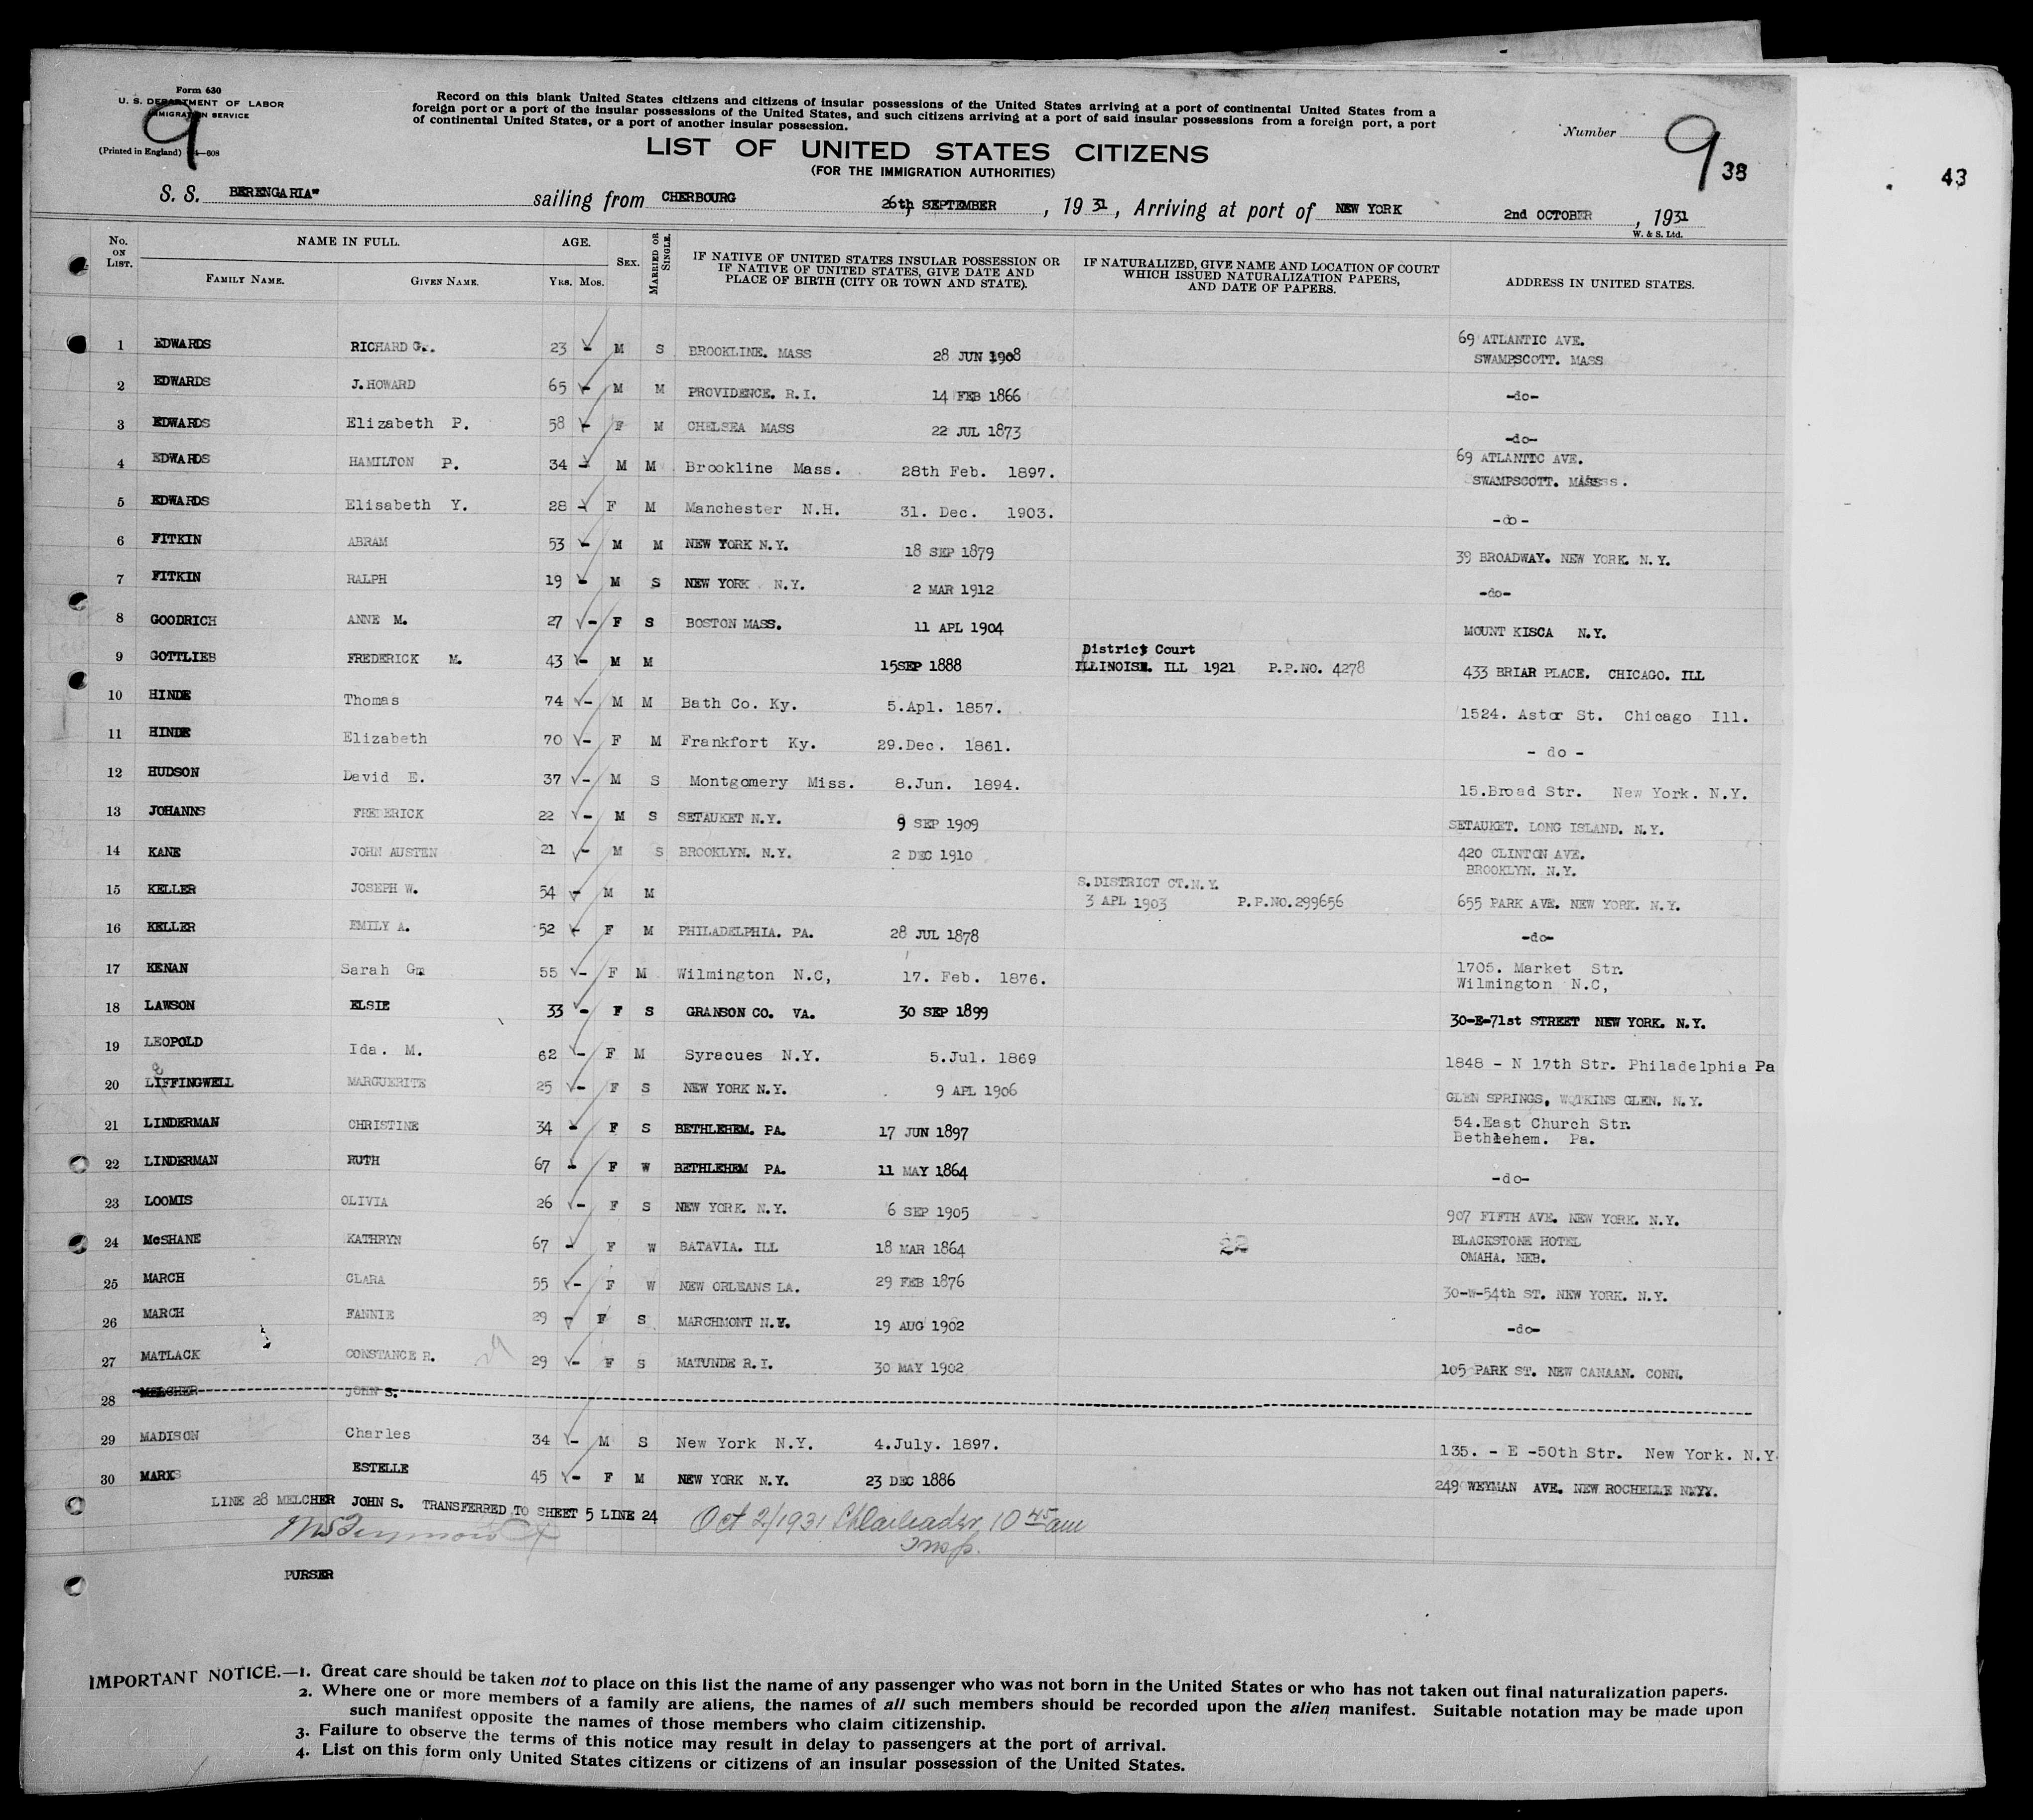 Form 630
U. S. DEPARTMENT OF LABOR
IMMIGRATION SERVICE
(Printed in England) 14—608
9
Record on this blank United States citizens and citizens of insular possessions of the United States arriving at a port of continental United States from a
foreign port or a port of the insular possessions of the United States, and such citizens arriving at a port of said insular possessions from a foreign port, a port
of continental United States, or a port of another insular possession.
LIST OF UNITED STATES CITIZENS
(FOR THE IMMIGRATION AUTHORITIES)
Number 9 38
43
S. S. BERENGARIA" sailing from CHERBOURG 26th SEPTEMBER, 19 31, Arriving at port of NEW YORK 2nd OCTOBER, 1931
W. & S. Ltd.
No. ON LIST. NAME IN FULL. AGE. SEX. MARRIED OR SINGLE. IF NATIVE OF UNITED STATES INSULAR POSSESSION OR IF NATIVE OF UNITED STATES, GIVE DATE AND PLACE OF BIRTH (CITY OR TOWN AND STATE). IF NATURALIZED, GIVE NAME AND LOCATION OF COURT WHICH ISSUED NATURALIZATION PAPERS, AND DATE OF PAPERS. ADDRESS IN UNITED STATES.
FAMILY NAME. GIVEN NAME. YRS. MOS.
1 EDWARDS RICHARD G.. 23 - M S BROOKLINE. MASS 28 JUN 1908 69 ATLANTIC AVE.
SWAMPSCOTT. MASS
2 EDWARDS J.HOWARD 65 - M M PROVIDENCE. R.I. 14 FEB 1866 -do-
3 EDWARDS Elizabeth P. 58 - F M CHELSEA MASS 22 JUL 1873 -do-
4 EDWARDS HAMILTON P. 34 - M M Brookline Mass. 28th Feb. 1897. 69 ATLANTIC AVE.
SWAMPSCOTT. MASS.
5 EDWARDS Elisabeth Y. 28 - F M Manchester N.H. 31. Dec. 1903. -do-
6 FITKIN ABRAM 53 - M M NEW YORK N.Y. 18 SEP 1879 39 BROADWAY. NEW YORK. N.Y.
7 FITKIN RALPH 19 - M S NEW YORK N.Y. 2 MAR 1912 -do-
8 GOODRICH ANNE M. 27 - F S BOSTON MASS. 11 APL 1904 MOUNT KISCA N.Y.
District Court
9 GOTTLIEB FREDERICK M. 43 - M M 15SEP 1888 ILLINOISE. ILL 1921 P.P.NO. 4278 433 BRIAR PLACE. CHICAGO. ILL
10 HINDE Thomas 74 - M M Bath Co. Ky. 5.Apl. 1857. 1524. Astor St. Chicago Ill.
11 HINDE Elizabeth 70 - F M Frankfort Ky. 29.Dec. 1861. - do -
12 HUDSON David E. 37 - M S Montgomery Miss. 8.Jun. 1894. 15.Broad Str. New York. N.Y.
13 JOHANNS FREDERICK 22 - M S SETAUKET N.Y. 9 SEP 1909 SETAUKET. LONG ISLAND. N.Y.
14 KANE JOHN AUSTEN 21 - M S BROOKLYN. N.Y. 2 DEC 1910 420 CLINTON AVE.
BROOKLYN. N.Y.
S.DISTRICT CT.N.Y.
15 KELLER JOSEPH W. 54 - M M 3 APL 1903 P.P.NO.299656 655 PARK AVE. NEW YORK. N.Y.
16 KELLER EMILY A. 52 - F M PHILADELPHIA. PA. 28 JUL 1878 -do-
17 KENAN Sarah Gm 55 - F M Wilmington N.C, 17. Feb. 1876. 1705. Market Str.
Wilmington N.C,
18 LAWSON ELSIE 33 - F S GRANSON CO. VA. 30 SEP 1899 30-E-71st STREET NEW YORK. N.Y.
19 LEOPOLD Ida. M. 62 - F M Syracues N.Y. 5.Jul. 1869 1848 - N 17th Str. Philadelphia Pa
e
20 LIFFINGWELL MARGUERITE 25 - F S NEW YORK N.Y. 9 APL 1906 GLEN SPRINGS, WOTKINS GLEN. N.Y.
21 LINDERMAN CHRISTINE 34 - F S BETHLEHEM. PA. 17 JUN 1897 54.East Church Str.
Bethlehem. Pa.
22 LINDERMAN RUTH 67 - F W BETHLEHEM PA. 11 MAY 1864 -do-
23 LOOMIS OLIVIA 26 - F S NEW YORK. N.Y. 6 SEP 1905 907 FIFTH AVE. NEW YORK. N.Y.
24 McSHANE KATHRYN 67 - F W BATAVIA. ILL 18 MAR 1864 22 BLACKSTONE HOTEL
OMAHA. NEB.
25 MARCH CLARA 55 - F W NEW ORLEANS LA. 29 FEB 1876 30-W-54th ST. NEW YORK. N.Y.
26 MARCH FANNIE 29 - F S MARCHMONT N.Y. 19 AUG 1902 -do-
27 MATLACK CONSTANCE R. 29 29 - F S MATUNDE R.I. 30 MAY 1902 105 PARK ST. NEW CANAAN. CONN.
28 MELCHER JOHN S.
29 MADISON Charles 34 - M S New York N.Y. 4.July. 1897. 135. - E -50th Str. New York. N.Y.
30 MARKS ESTELLE 45 - F M NEW YORK N.Y. 23 DEC 1886 249 WEYMAN AVE. NEW ROCHELLE N.Y.
LINE 28 MELCHER JOHN S. TRANSFERRED TO SHEET 5 LINE 24
Oct 2/1931 10 45 am
Insp.
PURSER
IMPORTANT NOTICE.—1. Great care should be taken not to place on this list the name of any passenger who was not born in the United States or who has not taken out final naturalization papers.
2. Where one or more members of a family are aliens, the names of all such members should be recorded upon the alien manifest. Suitable notation may be made upon
such manifest opposite the names of those members who claim citizenship.
3. Failure to observe the terms of this notice may result in delay to passengers at the port of arrival.
4. List on this form only United States citizens or citizens of an insular possession of the United States.